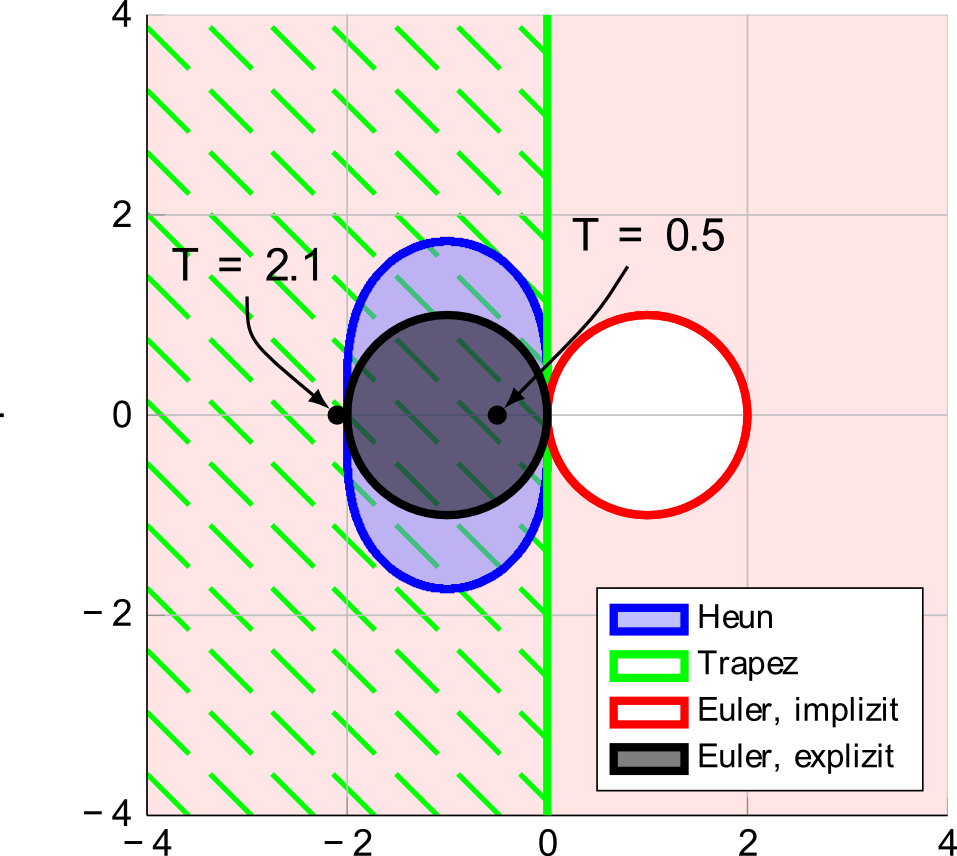 4
2
T = 0.5
T = 2.1
0
Heun
− 2
Trapez
Euler, implizit
Euler, explizit
− 4
− 4 − 2 0 2 4